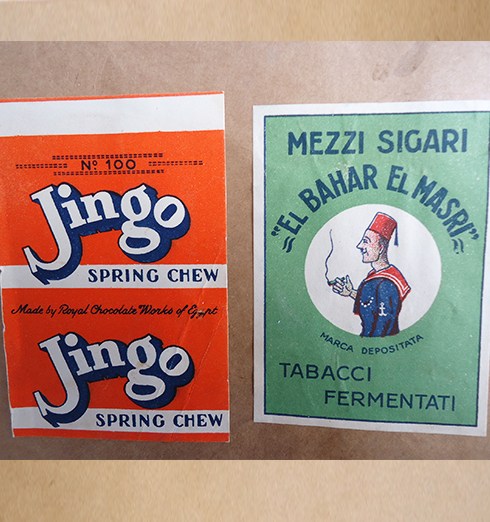 Nº 100
Jingo
SPRING CHEW
Made by Royal Chocolate Works of Egypt
Jingo
SPRING CHEW
MEZZI SIGARI
"EL BAHAR EL MASRI"
MARCA DEPOSITATA
TABACCI
FERMENTATI